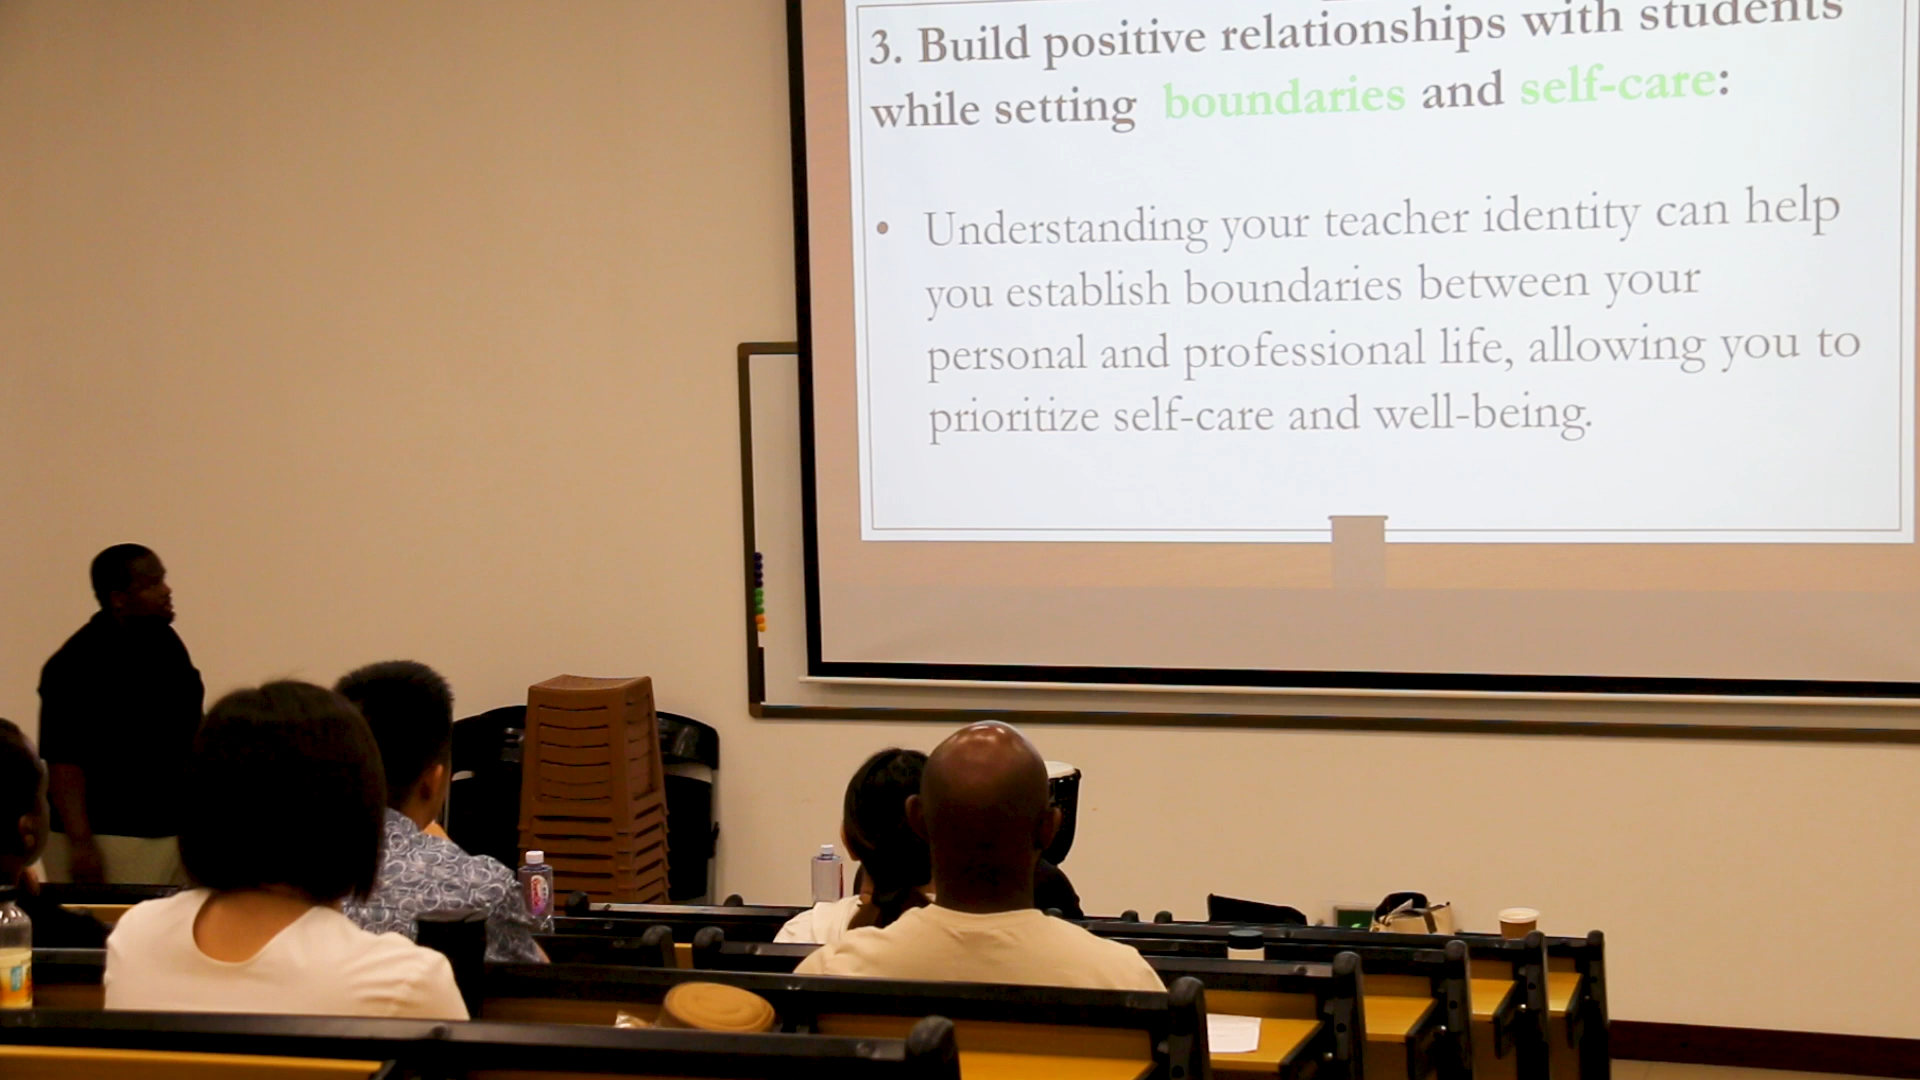 3. Build positive relationships with students
while setting boundaries and self-care:
• Understanding your teacher identity can help
you establish boundaries between your
personal and professional life, allowing you to
prioritize self-care and well-being.